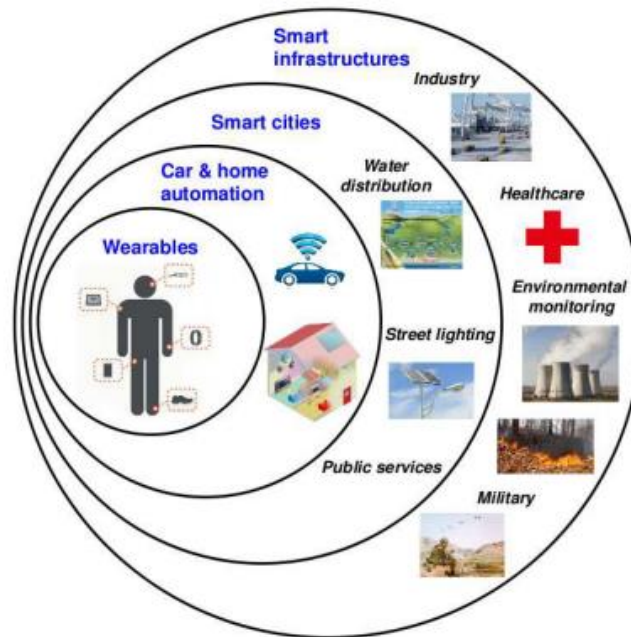 Smart
infrastructures
Industry
Smart cities
Water
distribution
Car & home
automation
Healthcare
Wearables
Environmental
monitoring
Street lighting
Public services
Military